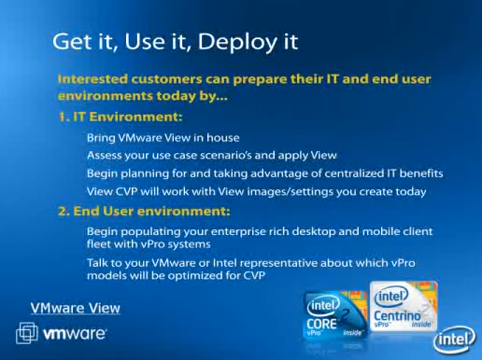 Get it, Use it, Deploy it
Interested customers can prepare their IT and end user
environments today by...
1. IT Environment:
Bring VMware View in house
Assess your use case scenario's and apply View
Begin planning for and taking advantage of centralized IT benefits
View CVP will work with View images/settings you create today
2. End User environment:
Begin populating your enterprise rich desktop and mobile client
fleet with vPro systems
Talk to your VMware or Intel representative about which vPro
models will be optimized for CVP
VMware View
vmware
intel
CORE 2
vPro inside
intel
Centrino 2
vPro inside
intel